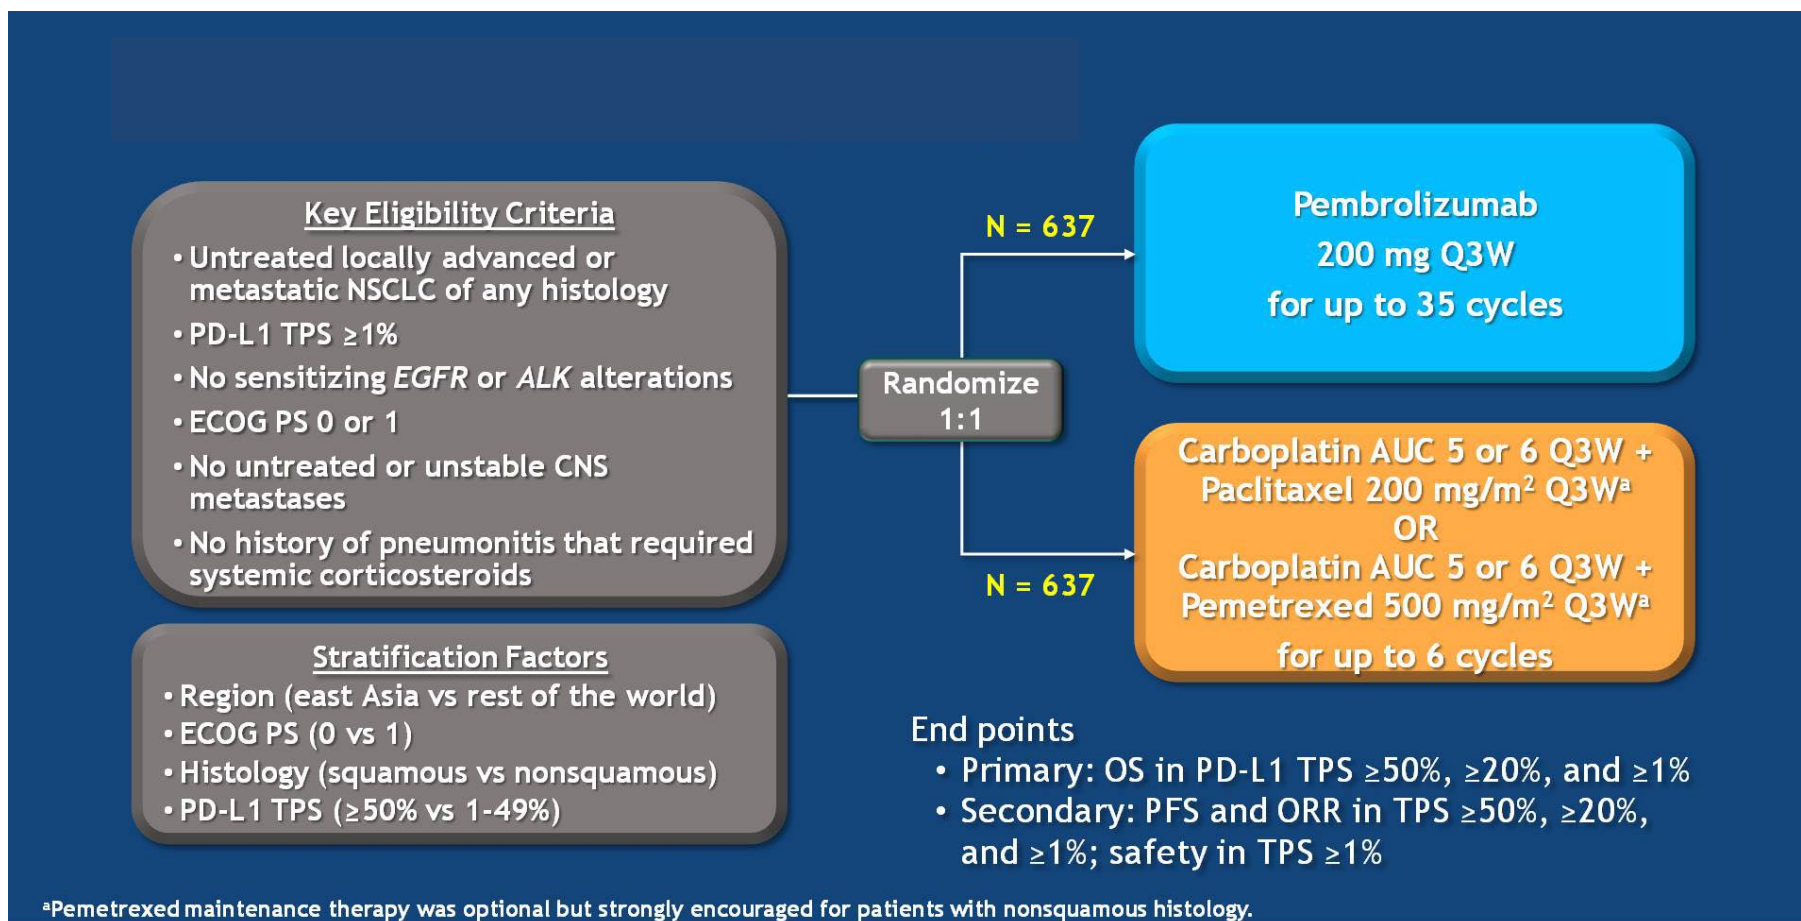 Key Eligibility Criteria
• Untreated locally advanced or
metastatic NSCLC of any histology
• PD-L1 TPS ≥1%
• No sensitizing EGFR or ALK alterations
• ECOG PS 0 or 1
• No untreated or unstable CNS
metastases
• No history of pneumonitis that required
systemic corticosteroids
Stratification Factors
• Region (east Asia vs rest of the world)
• ECOG PS (0 vs 1)
• Histology (squamous vs nonsquamous)
• PD-L1 TPS (≥50% vs 1-49%)
Randomize
1:1
N = 637
Pembrolizumab
200 mg Q3W
for up to 35 cycles
N = 637
Carboplatin AUC 5 or 6 Q3W +
Paclitaxel 200 mg/m² Q3Wᵃ
OR
Carboplatin AUC 5 or 6 Q3W +
Pemetrexed 500 mg/m² Q3Wᵃ
for up to 6 cycles
End points
• Primary: OS in PD-L1 TPS ≥50%, ≥20%, and ≥1%
• Secondary: PFS and ORR in TPS ≥50%, ≥20%,
and ≥1%; safety in TPS ≥1%
ᵃPemetrexed maintenance therapy was optional but strongly encouraged for patients with nonsquamous histology.